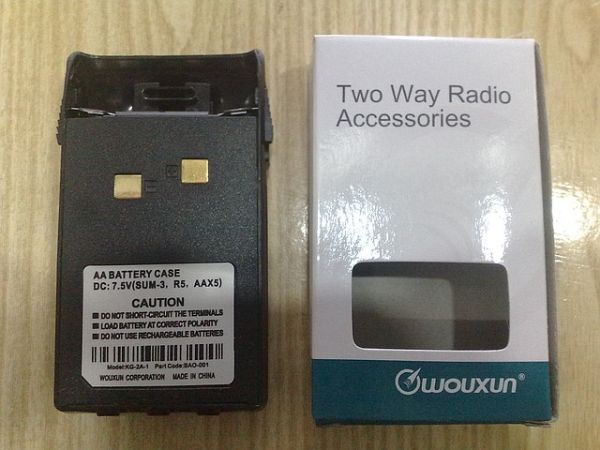 AA BATTERY CASE
DC: 7.5V(SUM-3, R5, AAX5)
CAUTION
DO NOT SHORT-CIRCUIT THE TERMINALS
LOAD BATTERY AT CORRECT POLARITY
DO NOT USE RECHARGEABLE BATTERIES
Model:KG-2A-1 Part Code:BAO-001
WOUXUN CORPORATION MADE IN CHINA
Two Way Radio
Accessories
wouxun